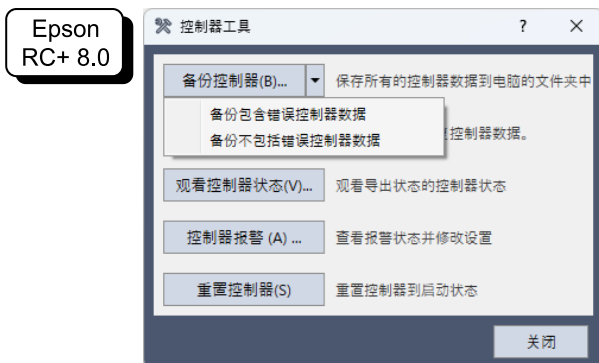 Epson
RC+ 8.0
控制器工具
?
备份控制器(B)...
保存所有的控制器数据到电脑的文件夹中
备份包含错误控制器数据
备份不包括错误控制器数据
控制器数据。
观看控制器状态(V)...
观看导出状态的控制器状态
控制器报警 (A) ...
查看报警状态并修改设置
重置控制器(S)
重置控制器到启动状态
关闭